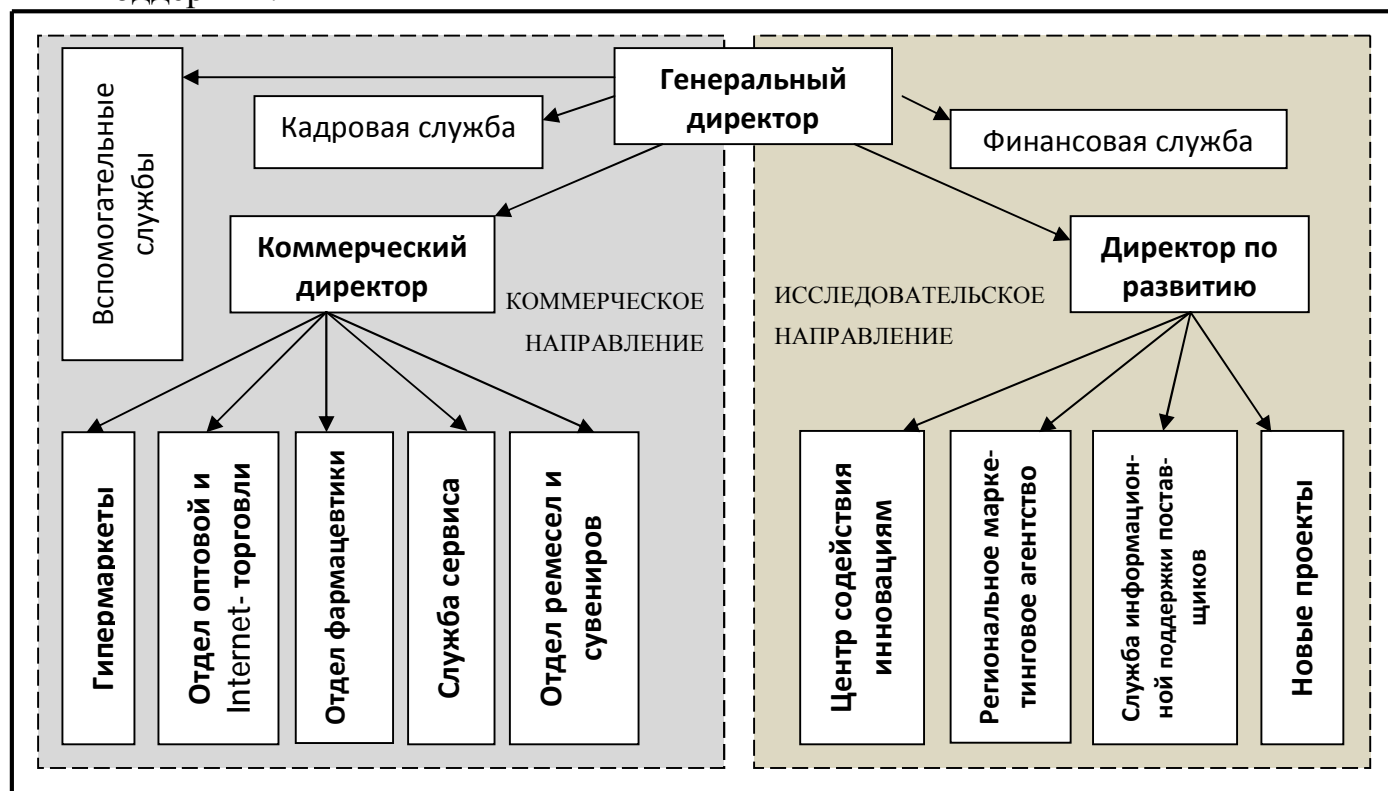 Генеральный
директор
Вспомогательные
службы
Кадровая служба
Финансовая служба
Коммерческий
директор
Директор по
развитию
КОММЕРЧЕСКОЕ
НАПРАВЛЕНИЕ
ИССЛЕДОВАТЕЛЬСКОЕ
НАПРАВЛЕНИЕ
Гипермаркеты
Отдел оптовой и
Internet- торговли
Отдел фармацевтики
Служба сервиса
Отдел ремесел и
сувениров
Центр содействия
инновациям
Региональное марке-
тинговое агентство
Служба информацион-
ной поддержки постав-
щиков
Новые проекты